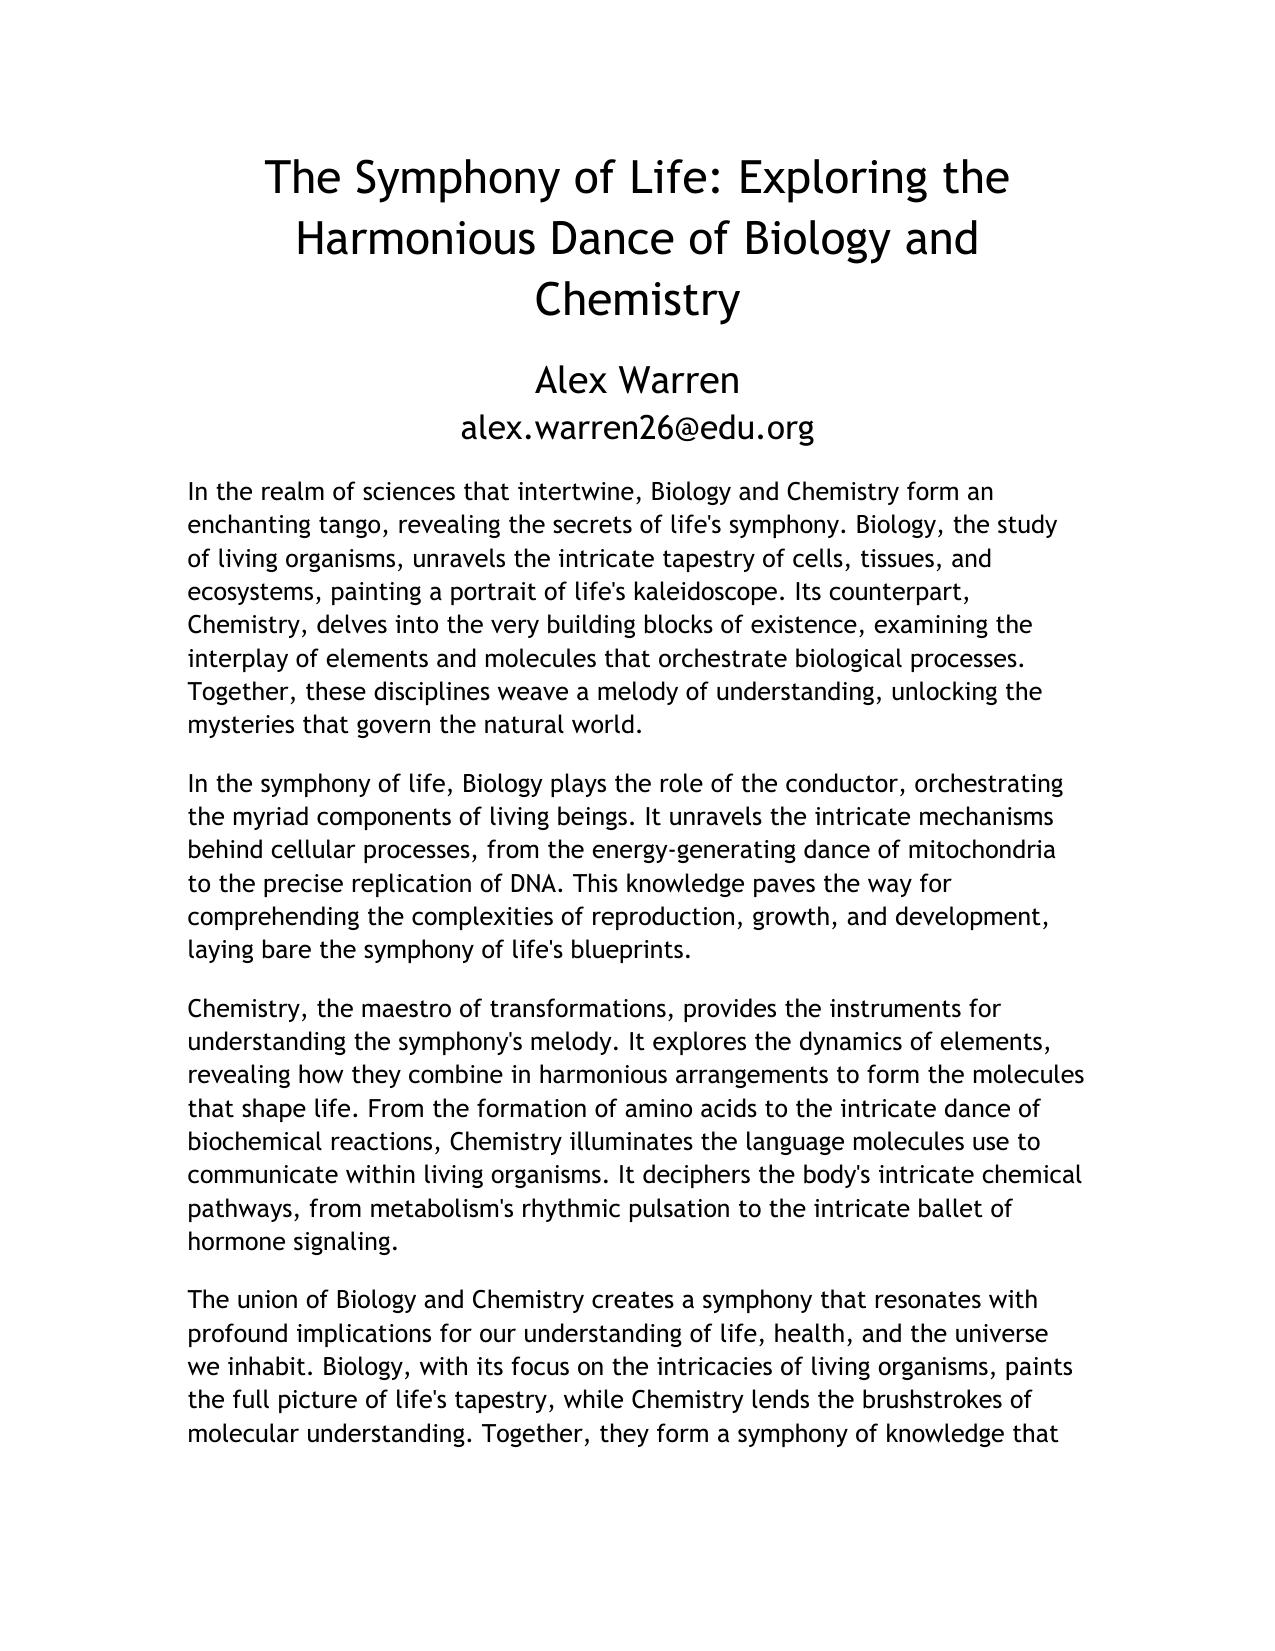 The Symphony of Life: Exploring the
Harmonious Dance of Biology and
Chemistry
Alex Warren
alex.warren26@edu.org
In the realm of sciences that intertwine, Biology and Chemistry form an
enchanting tango, revealing the secrets of life's symphony. Biology, the study
of living organisms, unravels the intricate tapestry of cells, tissues, and
ecosystems, painting a portrait of life's kaleidoscope. Its counterpart,
Chemistry, delves into the very building blocks of existence, examining the
interplay of elements and molecules that orchestrate biological processes.
Together, these disciplines weave a melody of understanding, unlocking the
mysteries that govern the natural world.
In the symphony of life, Biology plays the role of the conductor, orchestrating
the myriad components of living beings. It unravels the intricate mechanisms
behind cellular processes, from the energy-generating dance of mitochondria
to the precise replication of DNA. This knowledge paves the way for
comprehending the complexities of reproduction, growth, and development,
laying bare the symphony of life's blueprints.
Chemistry, the maestro of transformations, provides the instruments for
understanding the symphony's melody. It explores the dynamics of elements,
revealing how they combine in harmonious arrangements to form the molecules
that shape life. From the formation of amino acids to the intricate dance of
biochemical reactions, Chemistry illuminates the language molecules use to
communicate within living organisms. It deciphers the body's intricate chemical
pathways, from metabolism's rhythmic pulsation to the intricate ballet of
hormone signaling.
The union of Biology and Chemistry creates a symphony that resonates with
profound implications for our understanding of life, health, and the universe
we inhabit. Biology, with its focus on the intricacies of living organisms, paints
the full picture of life's tapestry, while Chemistry lends the brushstrokes of
molecular understanding. Together, they form a symphony of knowledge that